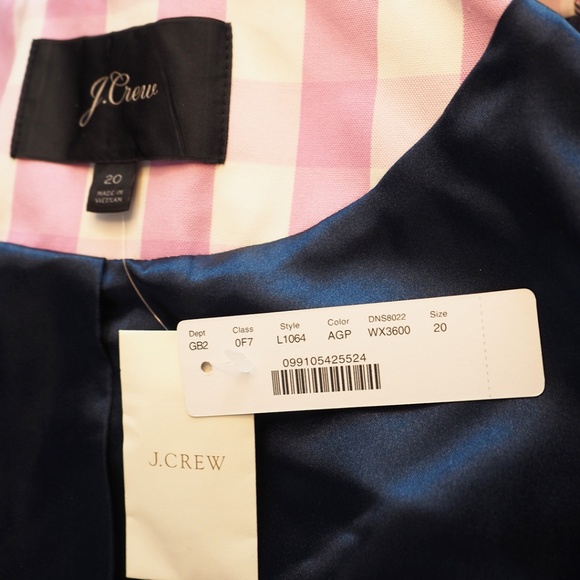 J.Crew
20
MADE IN
VIETNAM
Dept Class Style Color DNS8022 Size
GB2 0F7 L1064 AGP WX3600 20
099105425524
J.CREW